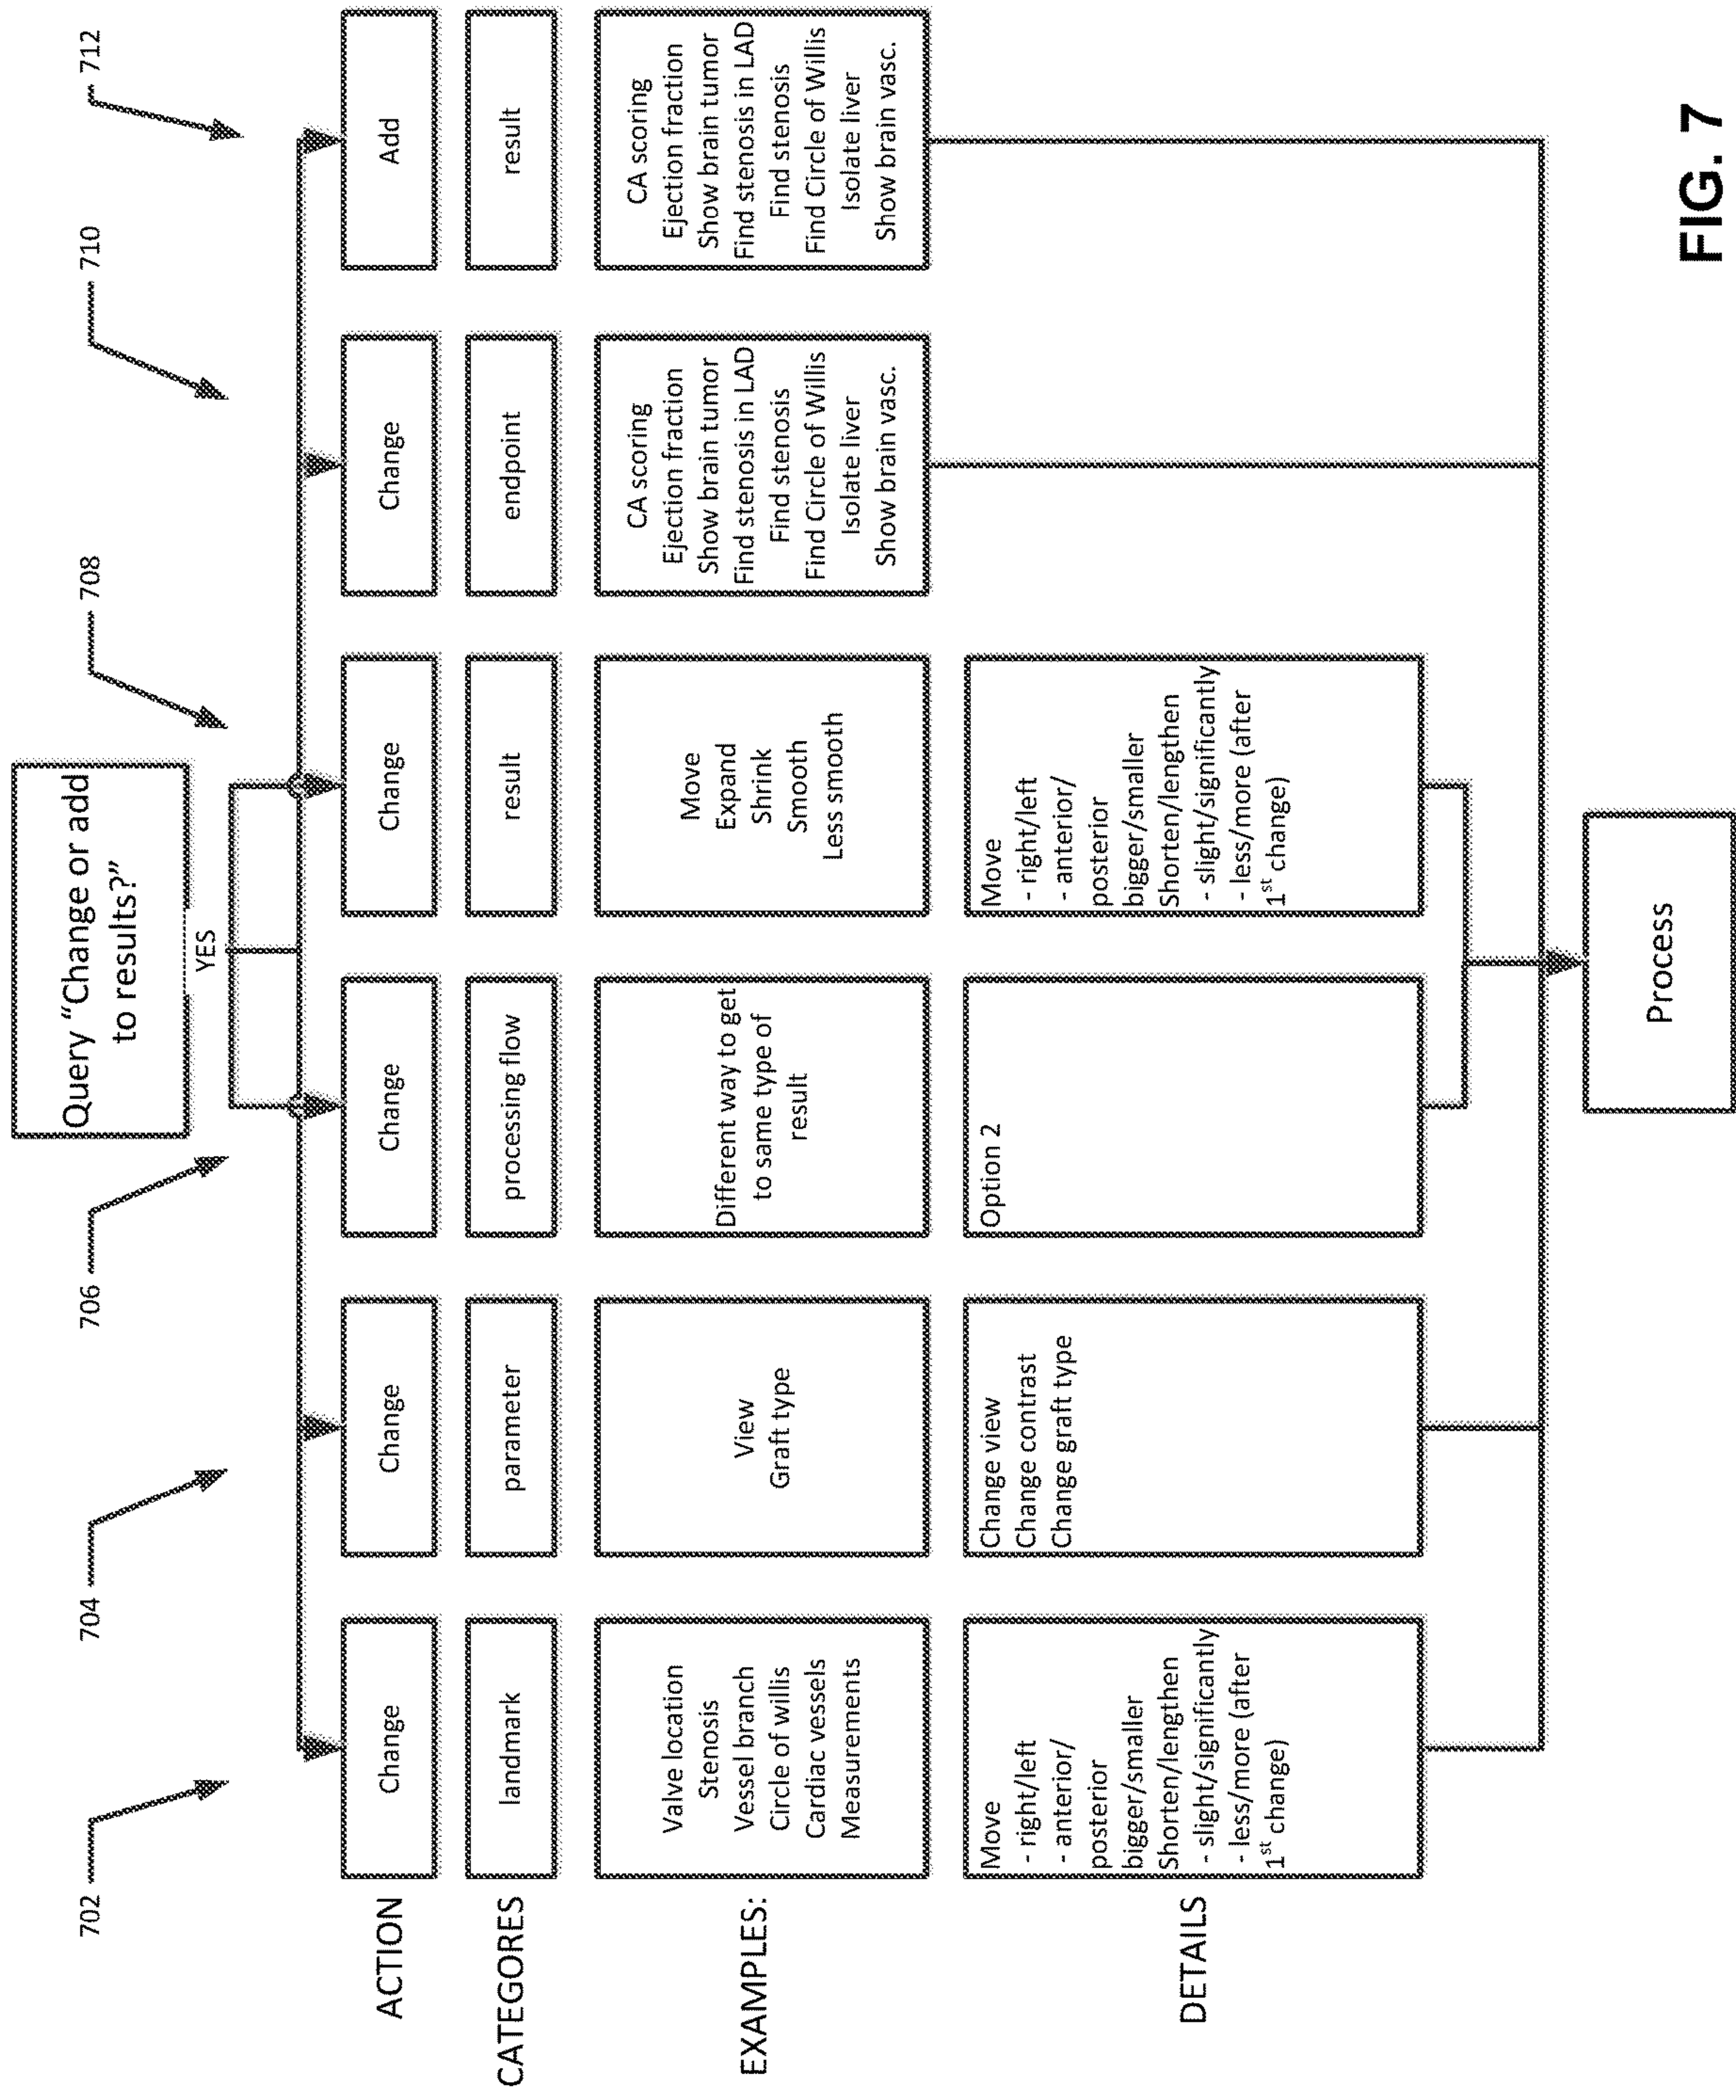 Query “Change or add
to results?”
YES
702
704
706
708
710
712
ACTION
Change
Change
Change
Change
Change
Add
CATEGORES
landmark
parameter
processing flow
result
endpoint
result
EXAMPLES:
Valve location
Stenosis
Vessel branch
Circle of willis
Cardiac vessels
Measurements
View
Graft type
Different way to get
to same type of
result
Move
Expand
Shrink
Smooth
Less smooth
CA scoring
Ejection fraction
Show brain tumor
Find stenosis in LAD
Find stenosis
Find Circle of Willis
Isolate liver
Show brain vasc.
CA scoring
Ejection fraction
Show brain tumor
Find stenosis in LAD
Find stenosis
Find Circle of Willis
Isolate liver
Show brain vasc.
DETAILS
Move
- right/left
- anterior/
posterior
bigger/smaller
Shorten/lengthen
- slight/significantly
- less/more (after
1st change)
Change view
Change contrast
Change graft type
Option 2
Move
- right/left
- anterior/
posterior
bigger/smaller
Shorten/lengthen
- slight/significantly
- less/more (after
1st change)
Process
FIG. 7